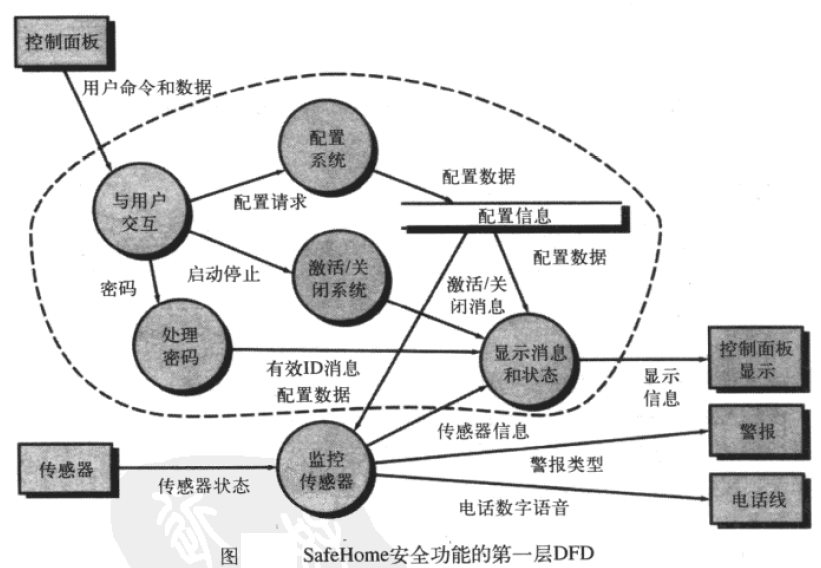 控制面板
用户命令和数据
配置
系统
配置数据
与用户
交互
配置请求
配置信息
配置数据
启动停止
激活/关
闭系统
激活/关
闭消息
密码
处理
密码
有效ID消息
配置数据
显示消息
和状态
控制面板
显示
显示
信息
传感器信息
警报
传感器
传感器状态
监控
传感器
警报类型
电话数字语音
电话线
图 SafeHome安全功能的第一层DFD